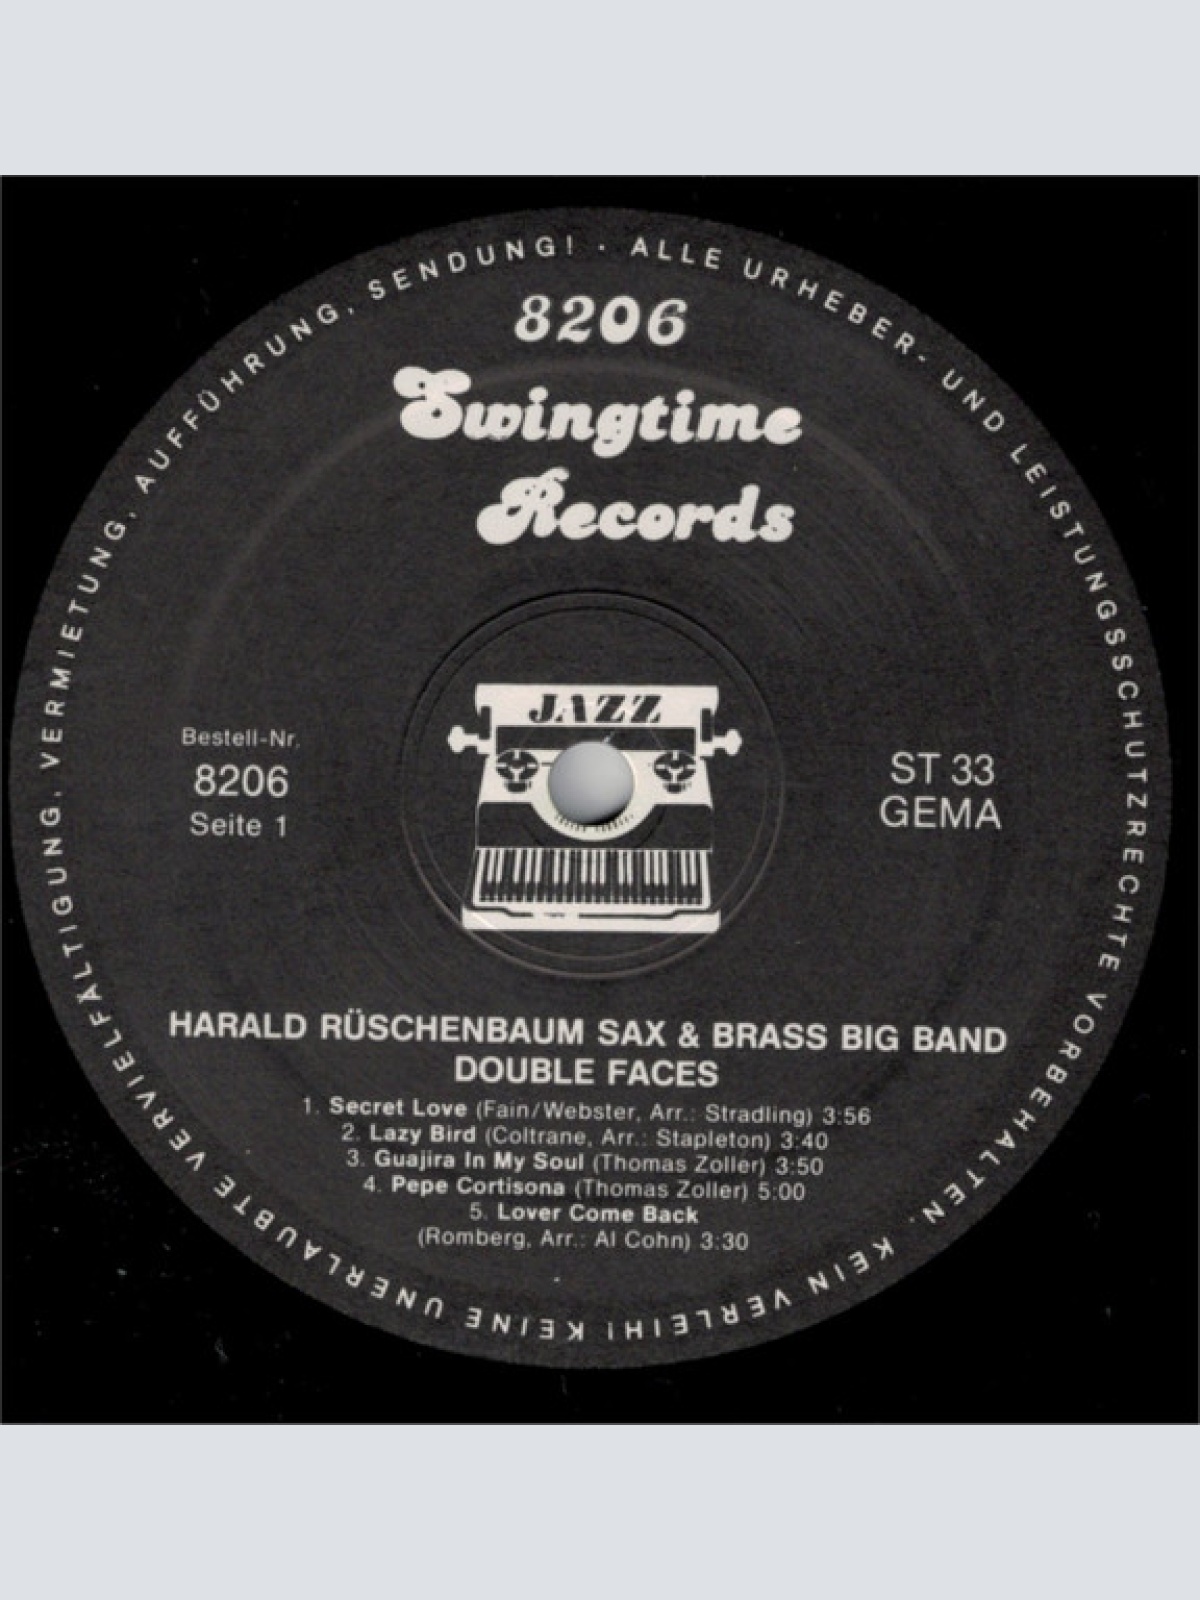 ALLE URHEBER- UND LEISTUNGSSCHUTZRECHTE VORBEHALTEN. KEIN VERLEIH! KEINE UNERLAUBTE VERVIELFÄLTIGUNG, VERMIETUNG, AUFFÜHRUNG, SENDUNG! ·
8206
Swingtime
Records
JAZZ
Bestell-Nr.
8206
Seite 1
ST 33
GEMA
HARALD RÜSCHENBAUM SAX & BRASS BIG BAND
DOUBLE FACES
1. Secret Love (Fain/Webster, Arr.: Stradling) 3:56
2. Lazy Bird (Coltrane, Arr.: Stapleton) 3:40
3. Guajira In My Soul (Thomas Zoller) 3:50
4. Pepe Cortisona (Thomas Zoller) 5:00
5. Lover Come Back
(Romberg, Arr.: Al Cohn) 3:30